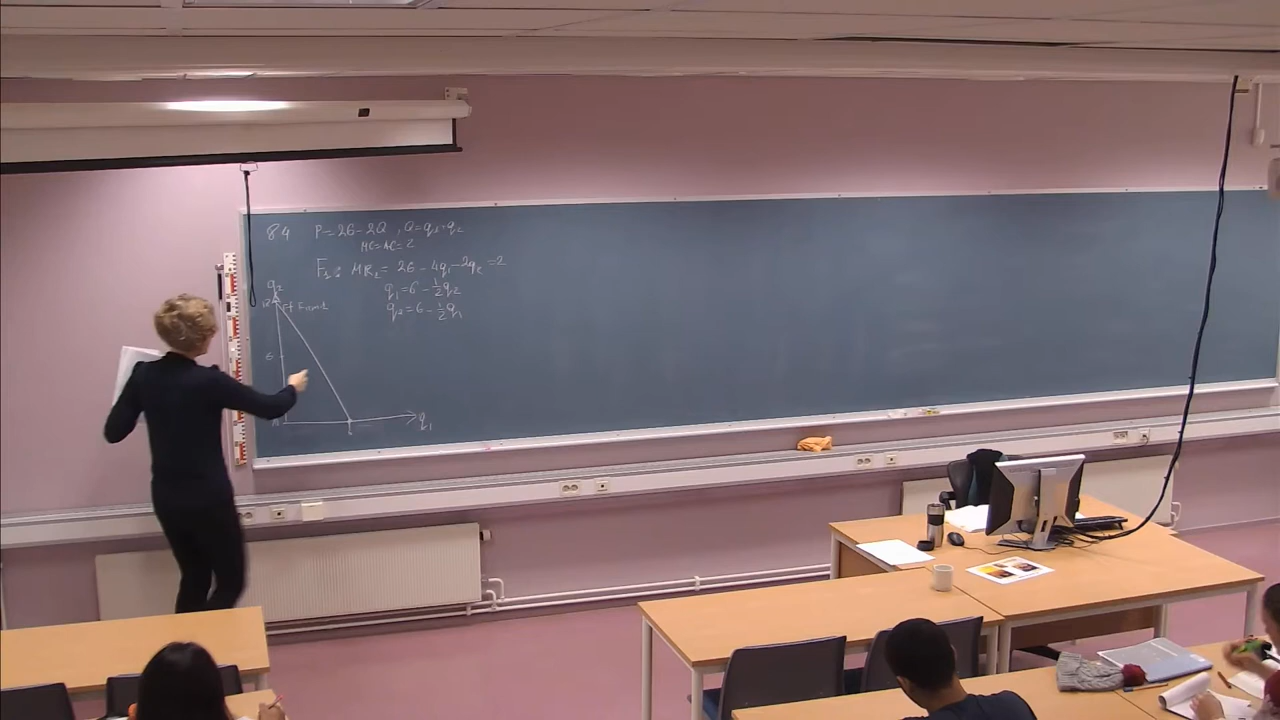 84 P=26-2Q, Q=q₁+q₂
MC=AC=2
F₁: MR₁=26-4q₁-2q₂=2
q₁=6-½q₂
q₂=6-½q₁
q₂
12
6
q₁